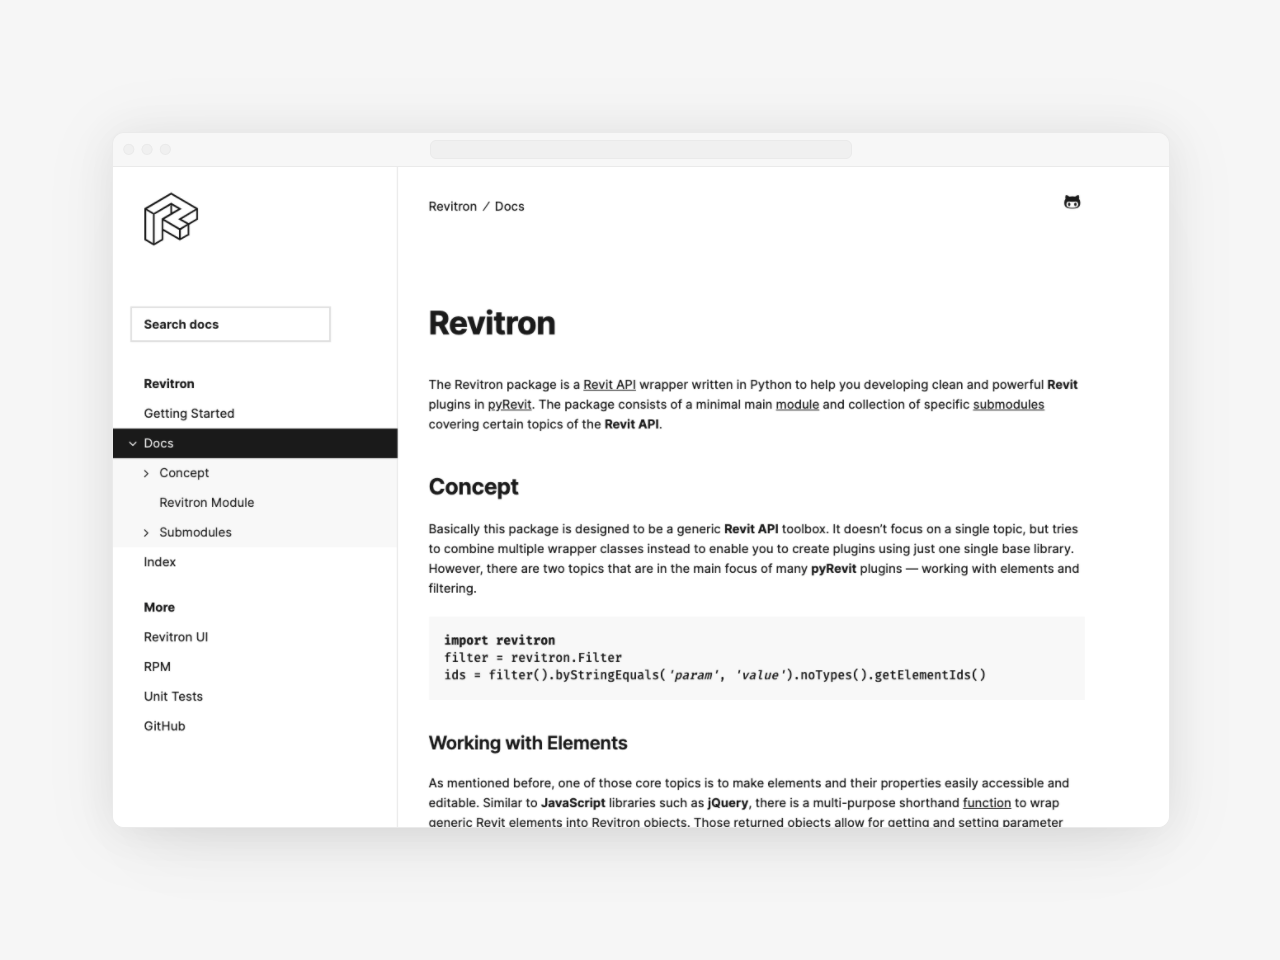 Revitron / Docs
Search docs
Revitron
Getting Started
Docs
Concept
Revitron Module
Submodules
Index
More
Revitron UI
RPM
Unit Tests
GitHub
Revitron
The Revitron package is a Revit API wrapper written in Python to help you developing clean and powerful Revit
plugins in pyRevit. The package consists of a minimal main module and collection of specific submodules
covering certain topics of the Revit API.
Concept
Basically this package is designed to be a generic Revit API toolbox. It doesn’t focus on a single topic, but tries
to combine multiple wrapper classes instead to enable you to create plugins using just one single base library.
However, there are two topics that are in the main focus of many pyRevit plugins — working with elements and
filtering.
import revitron
filter = revitron.Filter
ids = filter().byStringEquals('param', 'value').noTypes().getElementIds()
Working with Elements
As mentioned before, one of those core topics is to make elements and their properties easily accessible and
editable. Similar to JavaScript libraries such as jQuery, there is a multi-purpose shorthand function to wrap
generic Revit elements into Revitron objects. Those returned objects allow for getting and setting parameter